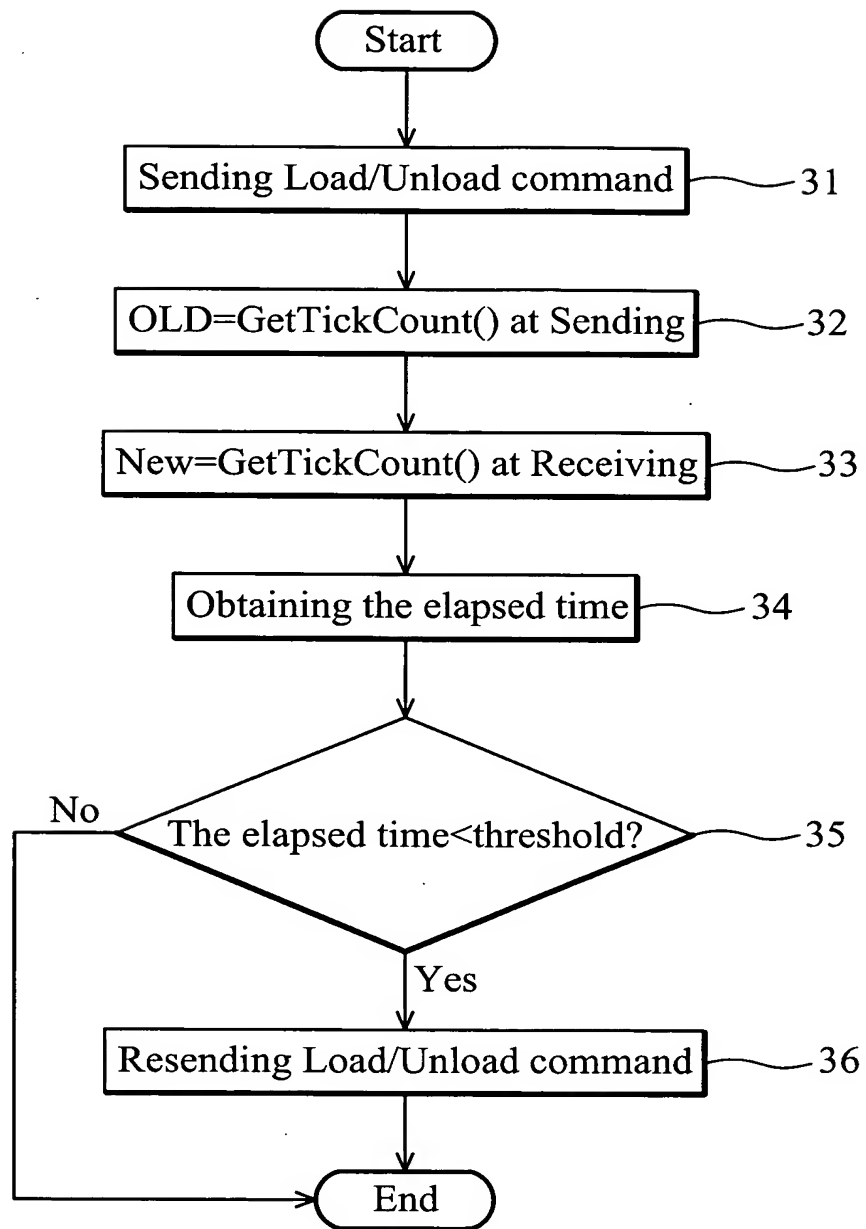 Start
Sending Load/Unload command
31
OLD=GetTickCount() at Sending
32
New=GetTickCount() at Receiving
33
Obtaining the elapsed time
34
No
The elapsed time<threshold?
35
Yes
Resending Load/Unload command
36
End